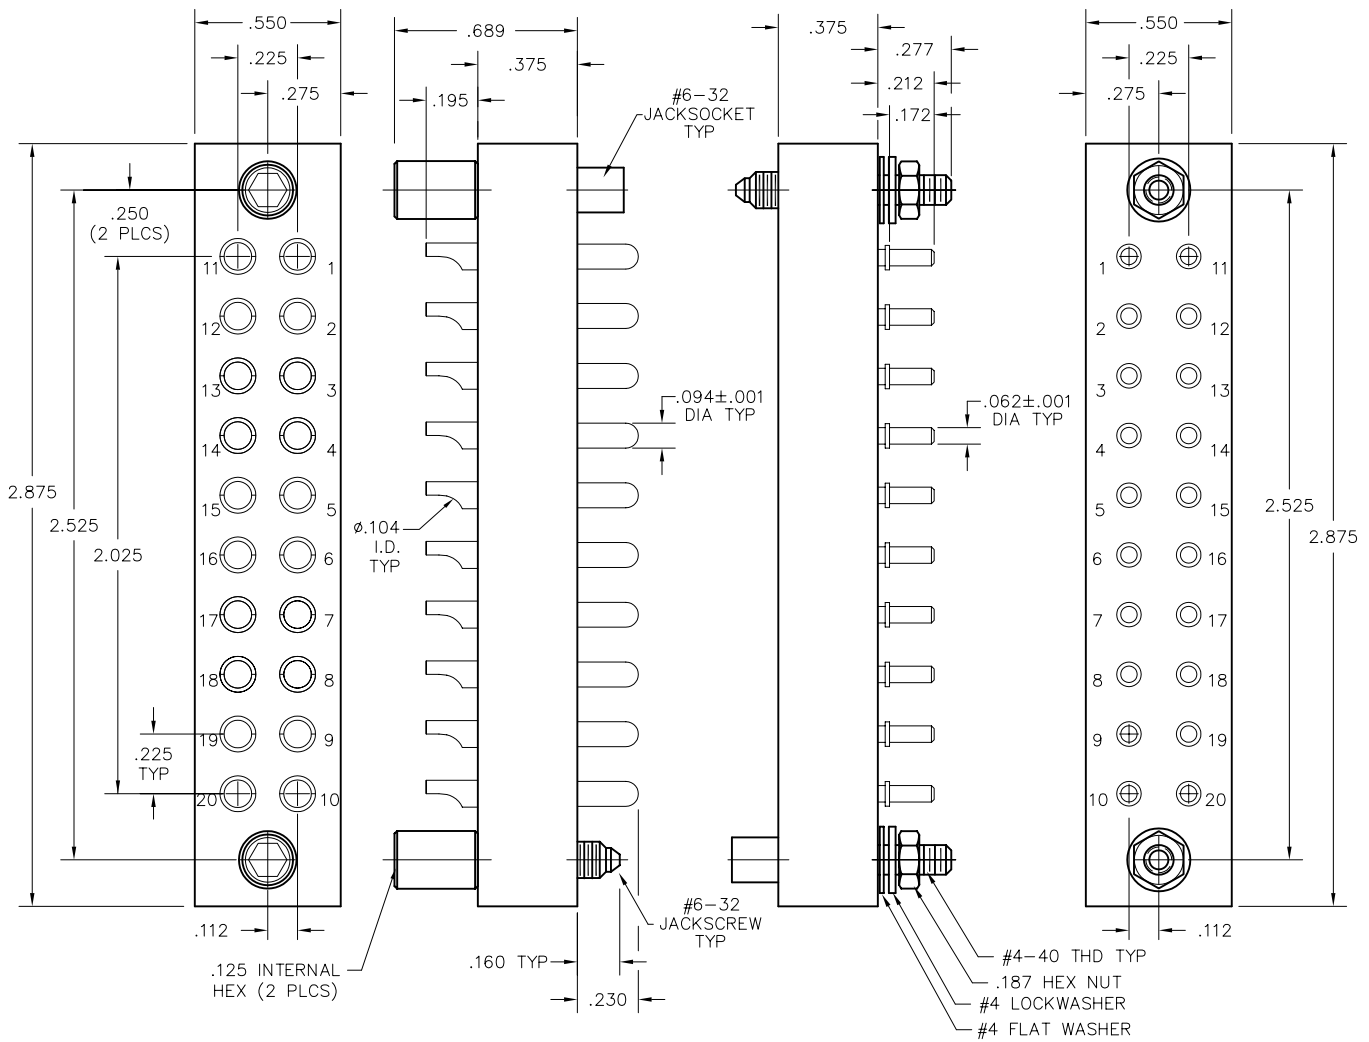 .550
.225
.275
.689
.375
.195
#6-32
JACKSOCKET
TYP
.375
.277
.212
.172
.550
.225
.275
.250
(2 PLCS)
11 1
12 2
13 3
14 4
15 5
16 6
17 7
18 8
19 9
20 10
2.875
2.525
2.025
.225
TYP
.112
.125 INTERNAL
HEX (2 PLCS)
.094±.001
DIA TYP
ø.104
I.D.
TYP
#6-32
JACKSCREW
TYP
.160 TYP
.230
.062±.001
DIA TYP
#4-40 THD TYP
.187 HEX NUT
#4 LOCKWASHER
#4 FLAT WASHER
1 11
2 12
3 13
4 14
5 15
6 16
7 17
8 18
9 19
10 20
2.525
2.875
.112